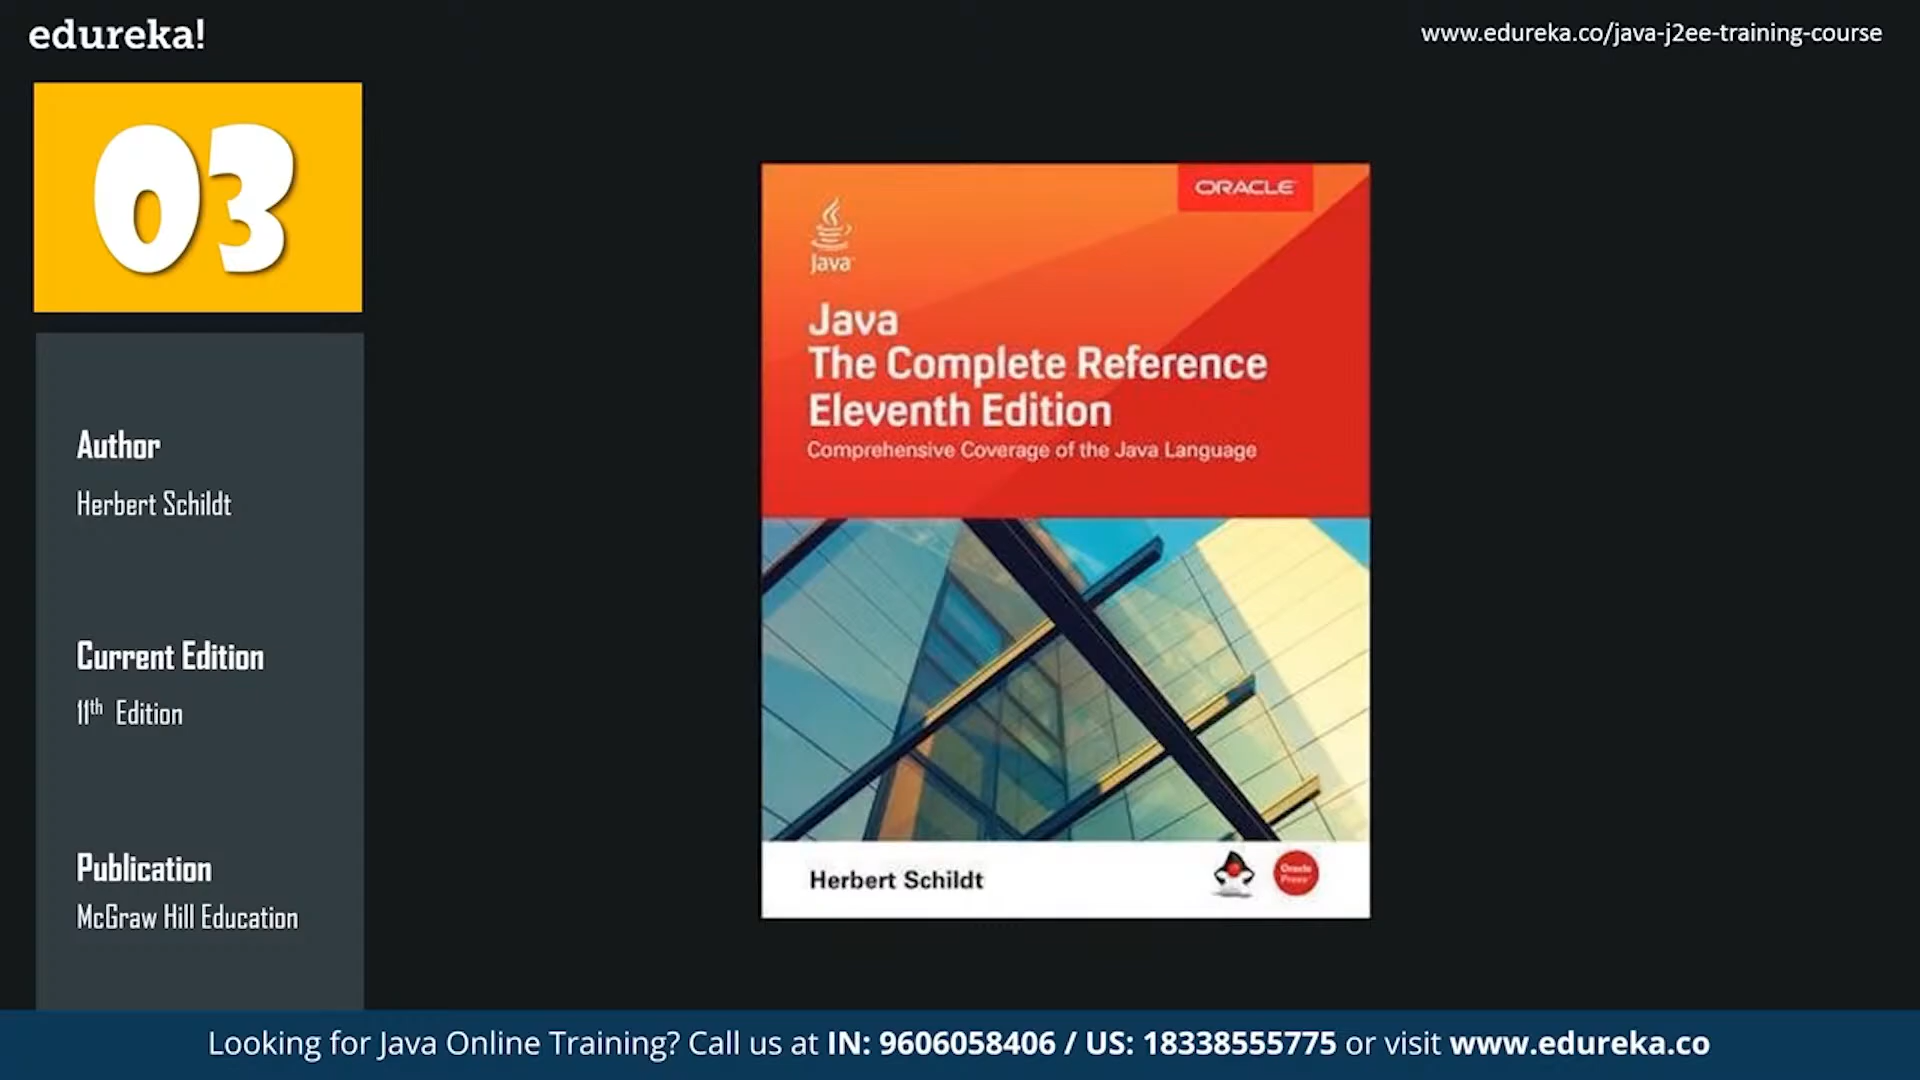 edureka!
www.edureka.co/java-j2ee-training-course
03
Author
Herbert Schildt
Current Edition
11th Edition
Publication
McGraw Hill Education
ORACLE
Java
Java
The Complete Reference
Eleventh Edition
Comprehensive Coverage of the Java Language
Herbert Schildt
Oracle
Press
Looking for Java Online Training? Call us at IN: 9606058406 / US: 18338555775 or visit www.edureka.co